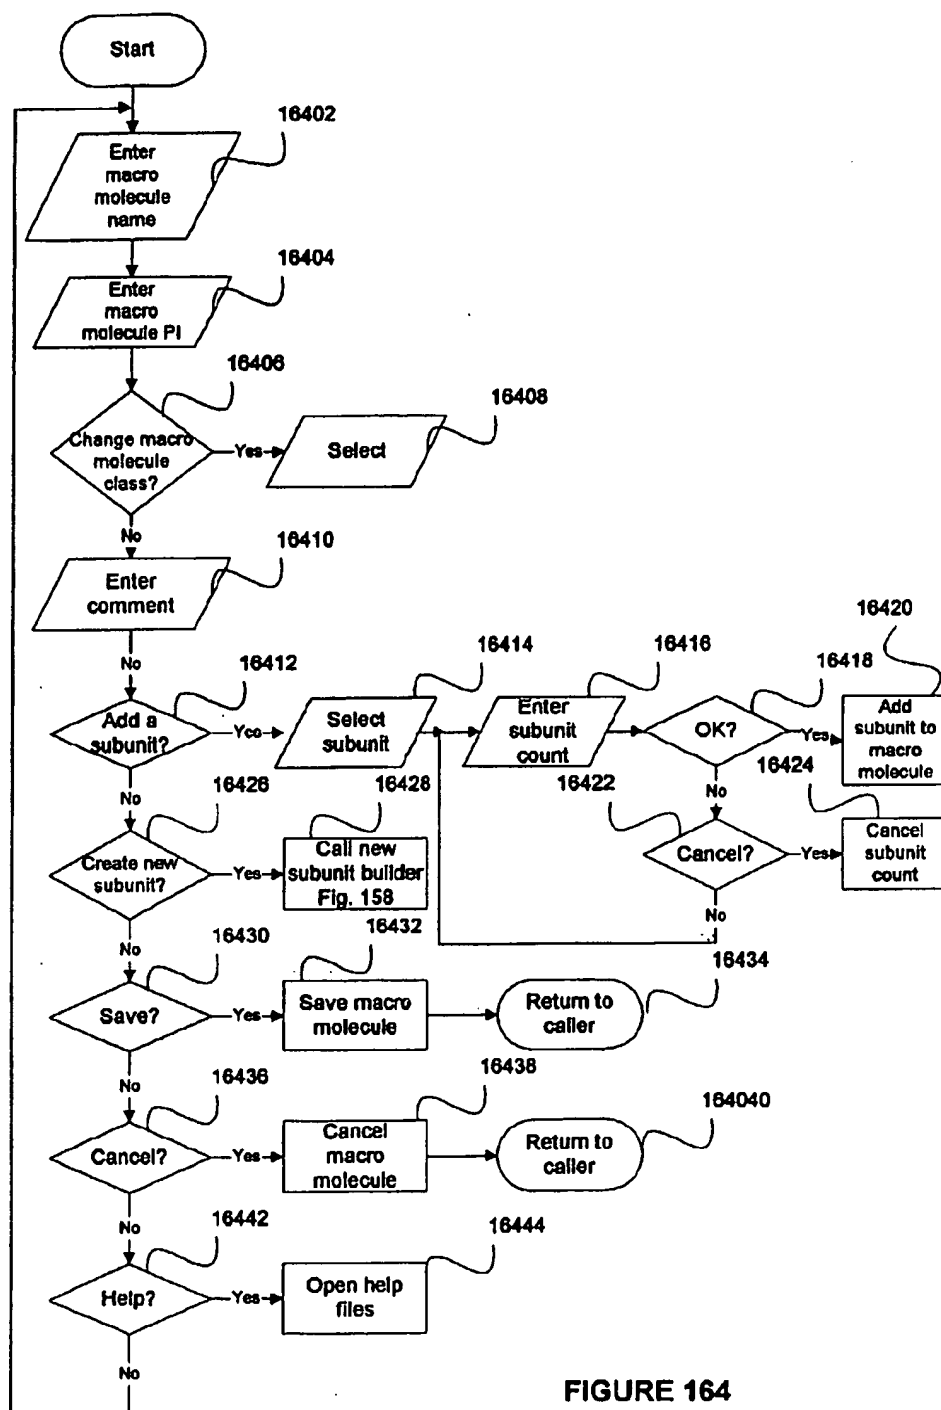 Start
16402
Enter
macro
molecule
name
16404
Enter
macro
molecule PI
16406
Change macro
molecule
class?
Yes
16408
Select
No
16410
Enter
comment
No
16412
Add a
subunit?
Yes
16414
Select
subunit
16416
Enter
subunit
count
16418
OK?
Yes
16420
Add
subunit to
macro
molecule
No
16422
Cancel?
Yes
16424
Cancel
subunit
count
No
No
16426
Create new
subunit?
Yes
16428
Call new
subunit builder
Fig. 158
No
16430
Save?
Yes
16432
Save macro
molecule
16434
Return to
caller
No
16436
Cancel?
Yes
16438
Cancel
macro
molecule
164040
Return to
caller
No
16442
Help?
Yes
16444
Open help
files
No
FIGURE 164